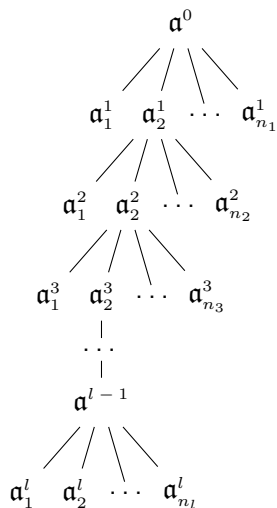 𝔞⁰
𝔞¹₁ 𝔞¹₂ ··· 𝔞¹ₙ₁
𝔞²₁ 𝔞²₂ ··· 𝔞²ₙ₂
𝔞³₁ 𝔞³₂ ··· 𝔞³ₙ₃
···
𝔞ˡ⁻¹
𝔞ˡ₁ 𝔞ˡ₂ ··· 𝔞ˡₙₗ